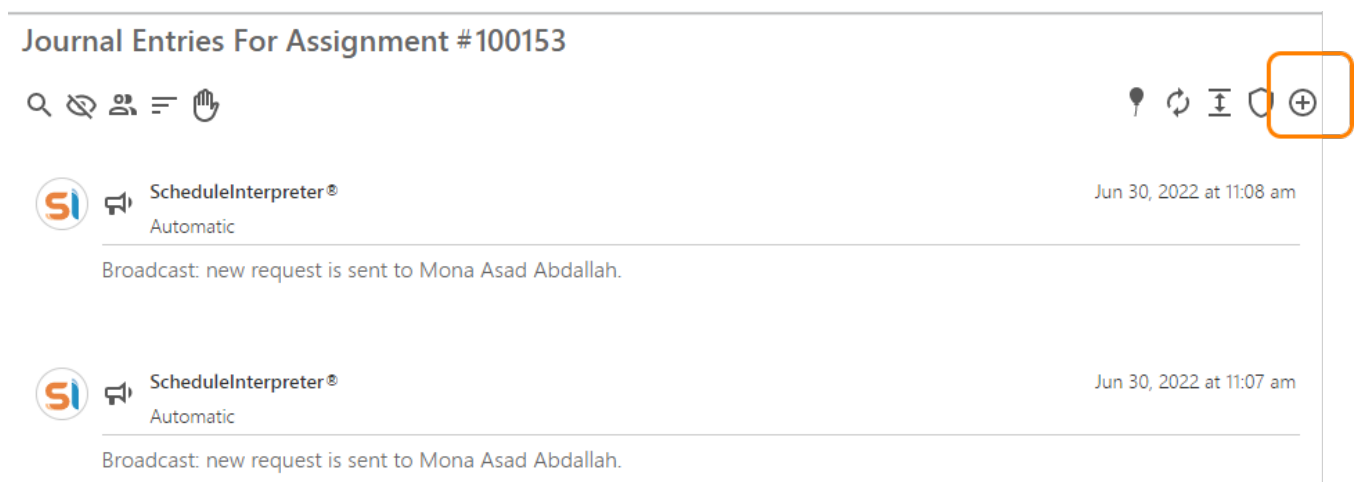 Journal Entries For Assignment #100153
SI ScheduleInterpreter® Jun 30, 2022 at 11:08 am
Automatic
Broadcast: new request is sent to Mona Asad Abdallah.
SI ScheduleInterpreter® Jun 30, 2022 at 11:07 am
Automatic
Broadcast: new request is sent to Mona Asad Abdallah.